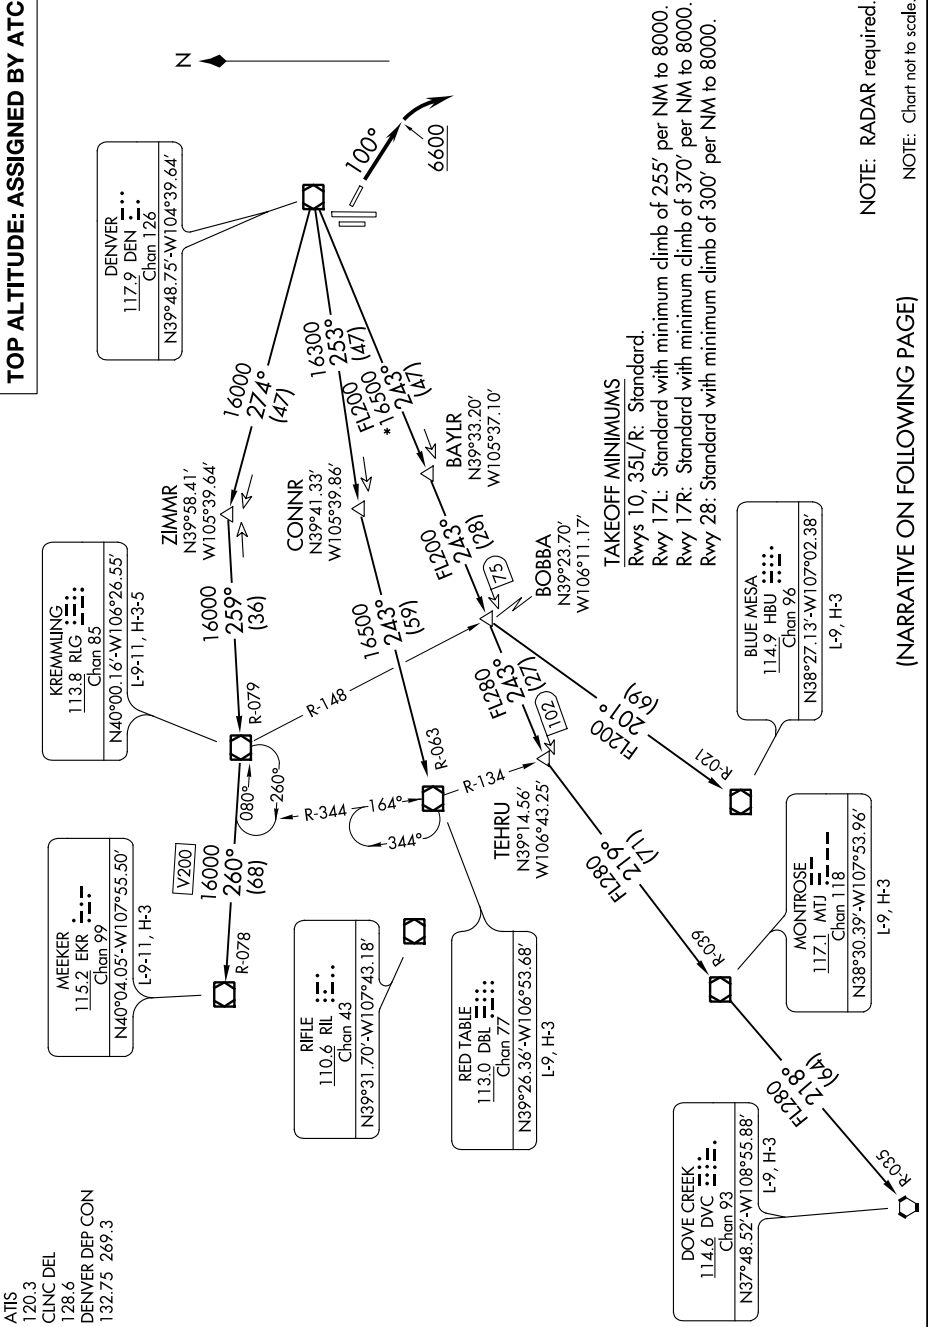 TOP ALTITUDE: ASSIGNED BY ATC
ATIS
120.3
CLNC DEL
128.6
DENVER DEP CON
132.75 269.3
MEEKER
115.2 EKR
Chan 99
N40°04.05'-W107°55.50'
L-9-11, H-3
KREMMLING
113.8 RLG
Chan 85
N40°00.16'-W106°26.55'
L-9-11, H-3-5
DENVER
117.9 DEN
Chan 126
N39°48.75'-W104°39.64'
N
ZIMMR
N39°58.41'
W105°39.64'
16000
274°
(47)
16000
259°
(36)
R-079
V200
16000
260°
(68)
R-078
080°
260°
R-148
CONNR
N39°41.33'
W105°39.86'
16300
253°
(47)
16500
243°
(59)
R-063
FL200
*16500
243°
(47)
BAYLR
N39°33.20'
W105°37.10'
100°
6600
FL200
243°
(28)
75
BOBBA
N39°23.70'
W106°11.17'
R-344
164°
344°
R-134
FL280
243°
(27)
102
TEHRU
N39°14.56'
W106°43.25'
RIFLE
110.6 RIL
Chan 43
N39°31.70'-W107°43.18'
RED TABLE
113.0 DBL
Chan 77
N39°26.36'-W106°53.68'
L-9, H-3
FL200
201°
(69)
R-021
BLUE MESA
114.9 HBU
Chan 96
N38°27.13'-W107°02.38'
L-9, H-3
FL280
219°
(71)
R-039
MONTROSE
117.1 MTJ
Chan 118
N38°30.39'-W107°53.96'
L-9, H-3
FL280
218°
(64)
R-035
DOVE CREEK
114.6 DVC
Chan 93
N37°48.52'-W108°55.88'
L-9, H-3
TAKEOFF MINIMUMS
Rwys 10, 35L/R: Standard.
Rwy 17L: Standard with minimum climb of 255' per NM to 8000.
Rwy 17R: Standard with minimum climb of 370' per NM to 8000.
Rwy 28: Standard with minimum climb of 300' per NM to 8000.
NOTE: RADAR required.
NOTE: Chart not to scale.
(NARRATIVE ON FOLLOWING PAGE)